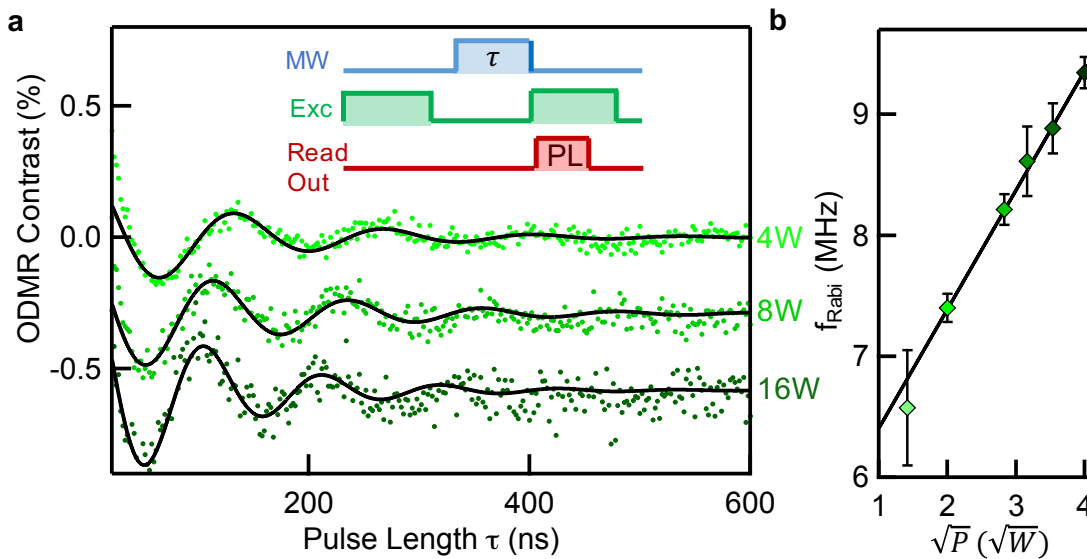 a
MW
τ
Exc
Read
Out
PL
ODMR Contrast (%)
0.5
0.0
-0.5
4W
8W
16W
200
400
600
Pulse Length τ (ns)
b
f_Rabi (MHz)
9
8
7
6
1
2
3
4
√P (√W)